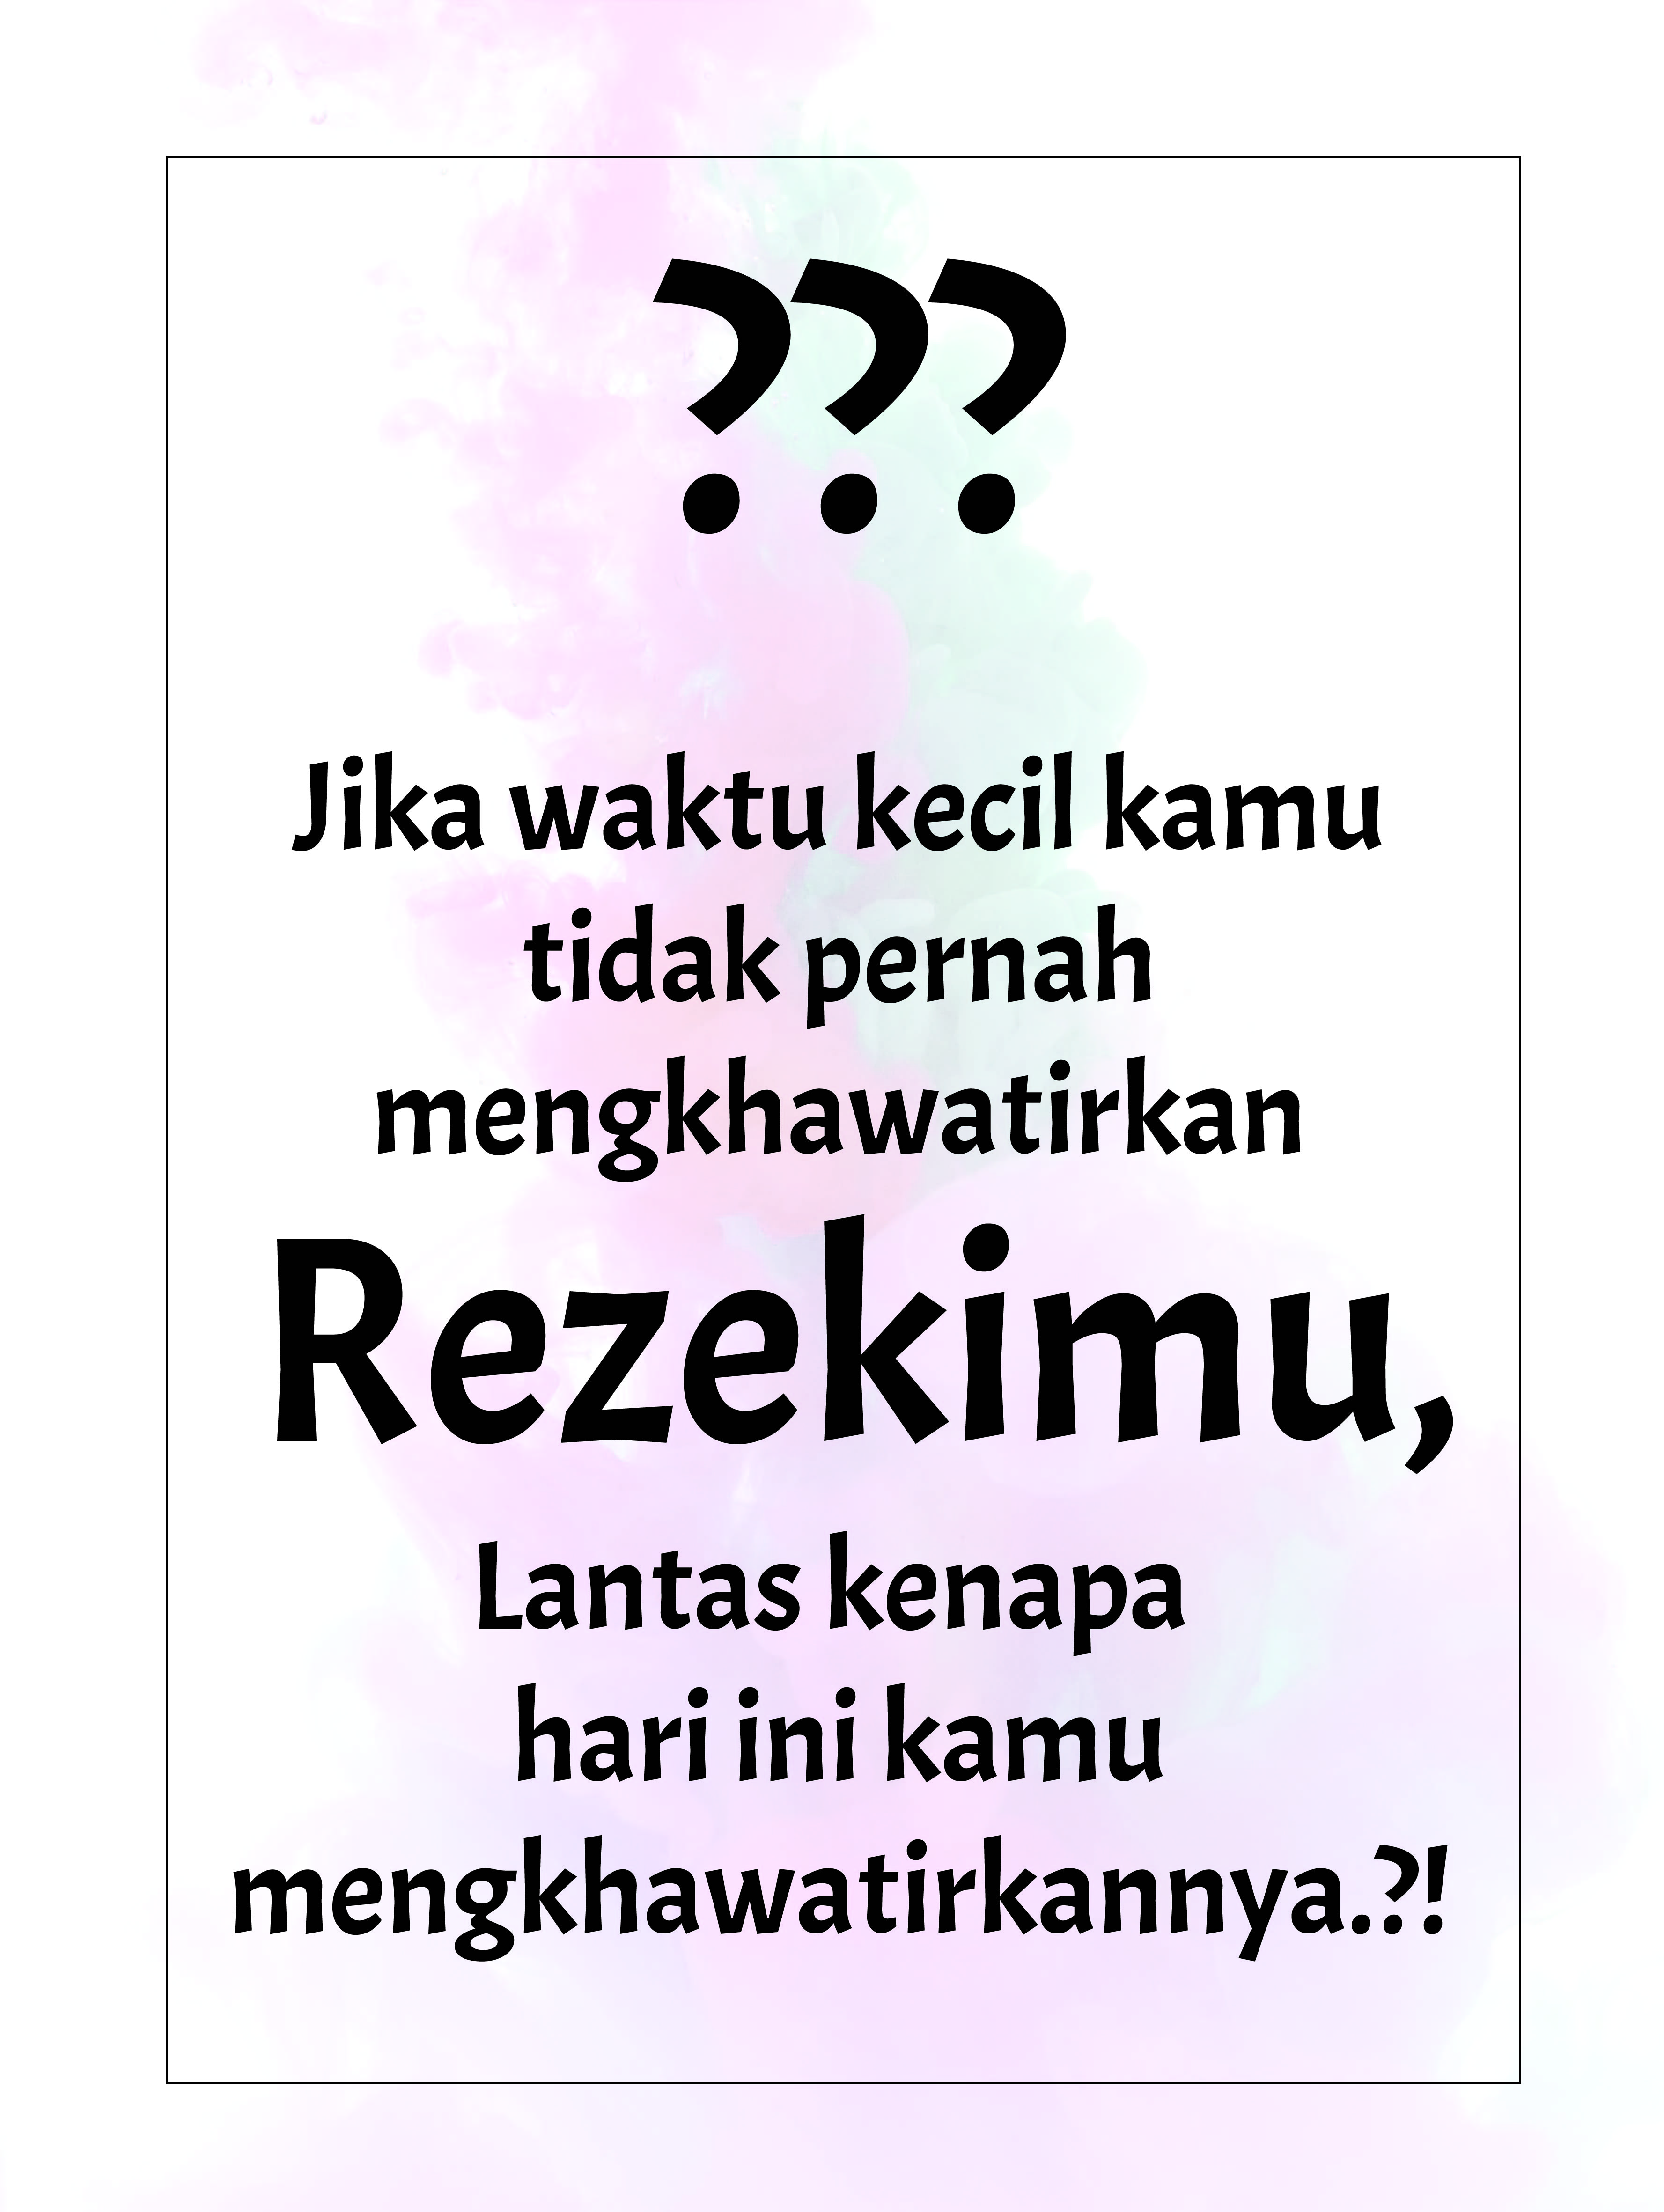 ???
Jika waktu kecil kamu
tidak pernah
mengkhawatirkan
Rezekimu,
Lantas kenapa
hari ini kamu
mengkhawatirkannya.?!